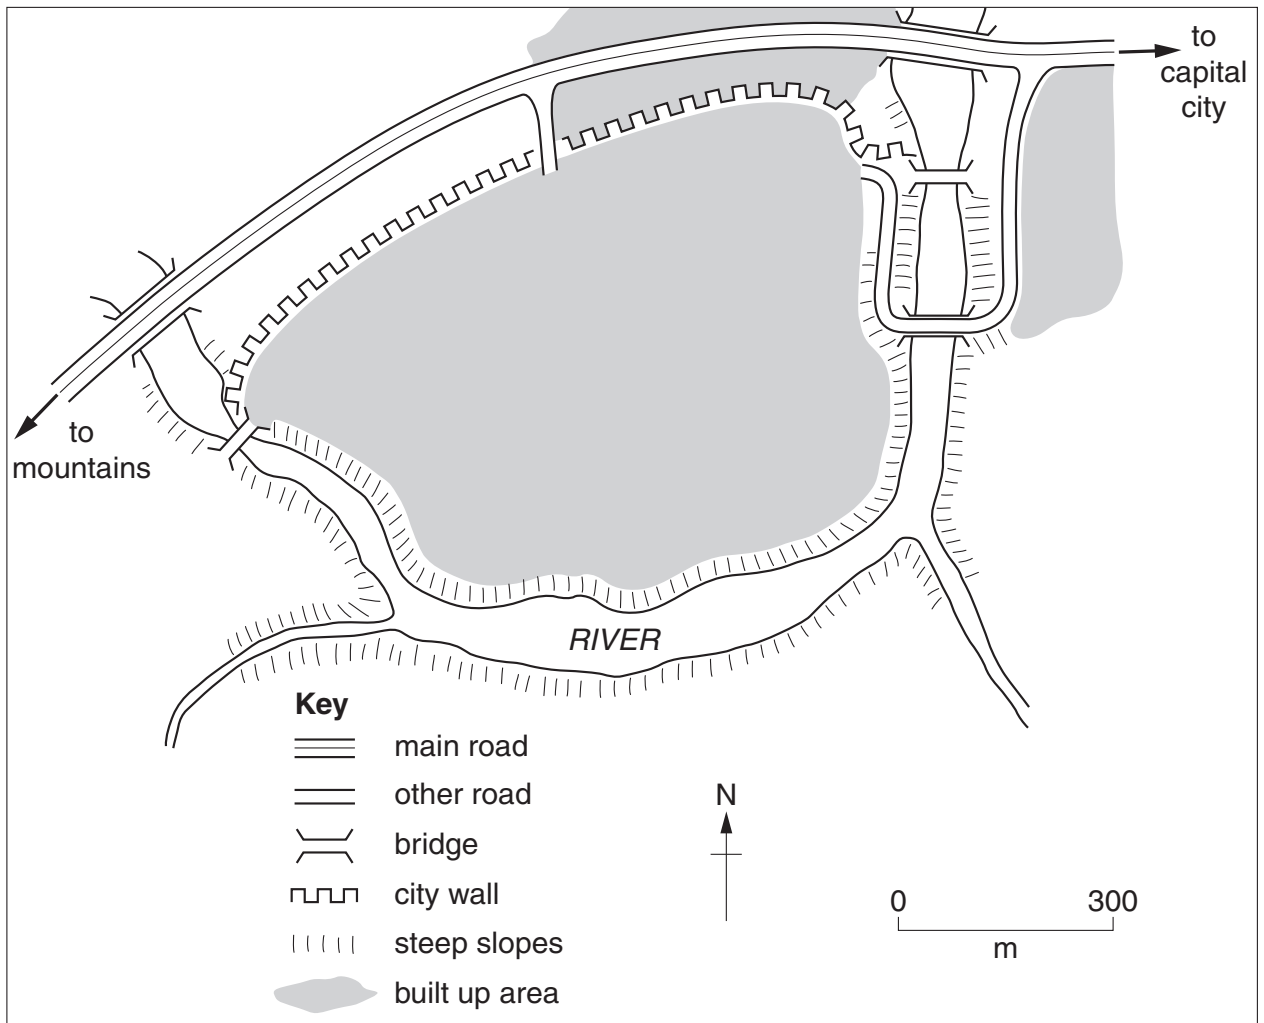 to
capital
city
to
mountains
RIVER
Key
main road
other road
bridge
city wall
steep slopes
built up area
N
0 300
m